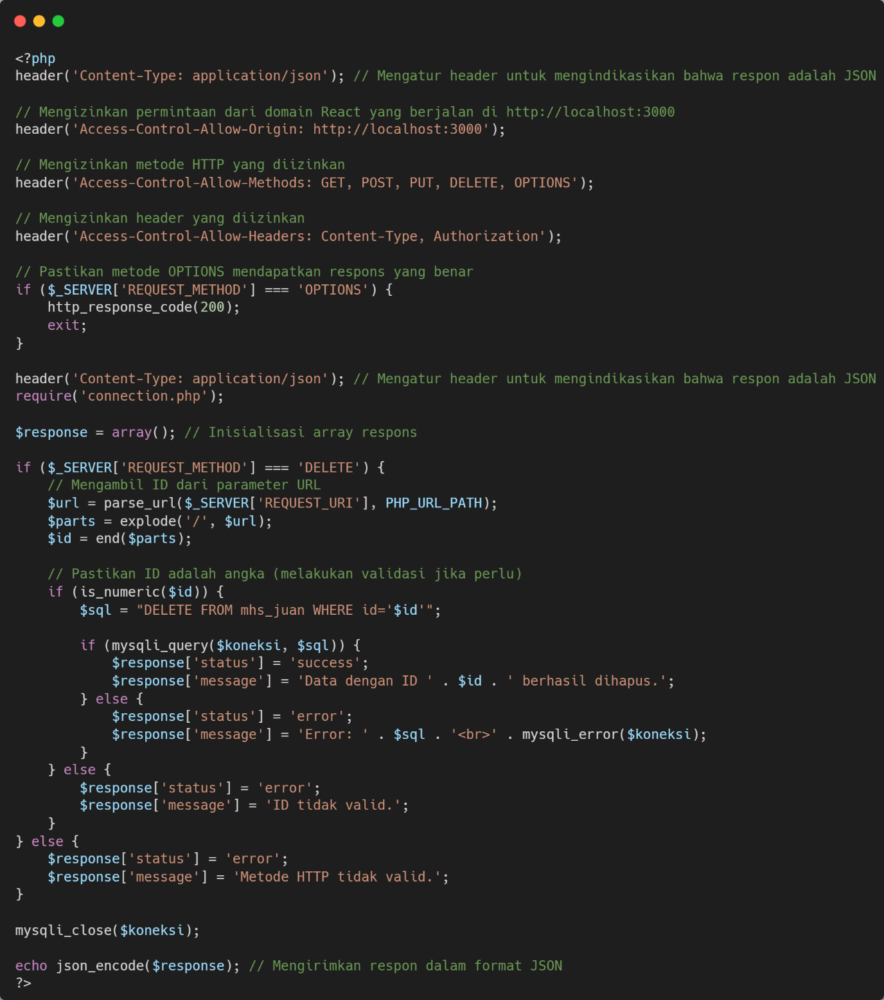 <?php
header('Content-Type: application/json'); // Mengatur header untuk mengindikasikan bahwa respon adalah JSON
// Mengizinkan permintaan dari domain React yang berjalan di http://localhost:3000
header('Access-Control-Allow-Origin: http://localhost:3000');
// Mengizinkan metode HTTP yang diizinkan
header('Access-Control-Allow-Methods: GET, POST, PUT, DELETE, OPTIONS');
// Mengizinkan header yang diizinkan
header('Access-Control-Allow-Headers: Content-Type, Authorization');
// Pastikan metode OPTIONS mendapatkan respons yang benar
if ($_SERVER['REQUEST_METHOD'] === 'OPTIONS') {
    http_response_code(200);
    exit;
}
header('Content-Type: application/json'); // Mengatur header untuk mengindikasikan bahwa respon adalah JSON
require('connection.php');
$response = array(); // Inisialisasi array respons
if ($_SERVER['REQUEST_METHOD'] === 'DELETE') {
    // Mengambil ID dari parameter URL
    $url = parse_url($_SERVER['REQUEST_URI'], PHP_URL_PATH);
    $parts = explode('/', $url);
    $id = end($parts);
    // Pastikan ID adalah angka (melakukan validasi jika perlu)
    if (is_numeric($id)) {
        $sql = "DELETE FROM mhs_juan WHERE id='$id'";
        if (mysqli_query($koneksi, $sql)) {
            $response['status'] = 'success';
            $response['message'] = 'Data dengan ID ' . $id . ' berhasil dihapus.';
        } else {
            $response['status'] = 'error';
            $response['message'] = 'Error: ' . $sql . '<br>' . mysqli_error($koneksi);
        }
    } else {
        $response['status'] = 'error';
        $response['message'] = 'ID tidak valid.';
    }
} else {
    $response['status'] = 'error';
    $response['message'] = 'Metode HTTP tidak valid.';
}
mysqli_close($koneksi);
echo json_encode($response); // Mengirimkan respon dalam format JSON
?>